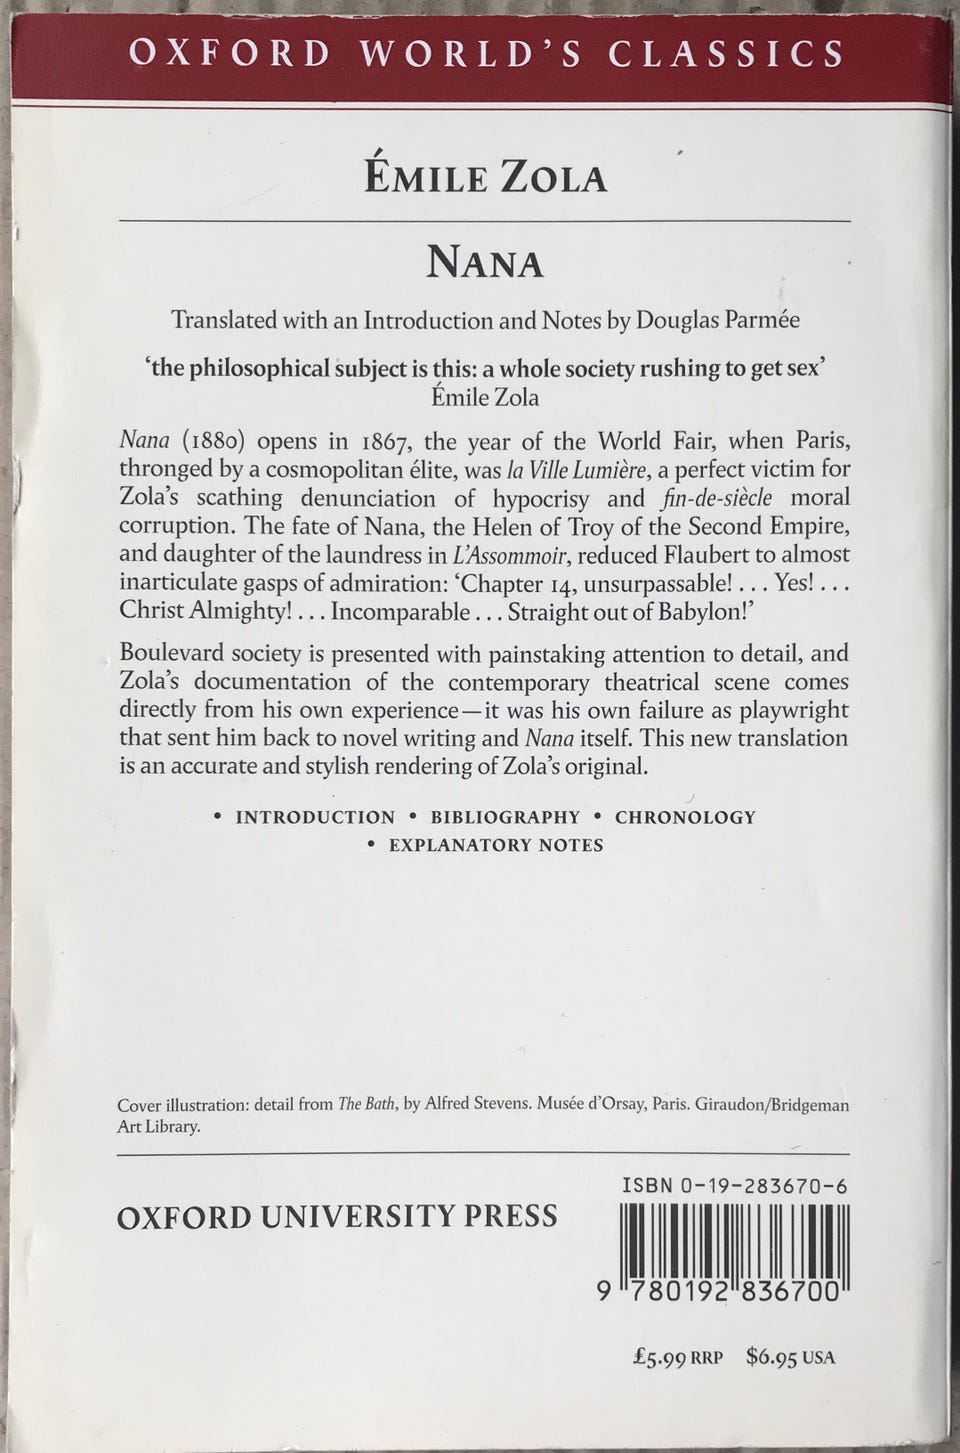 OXFORD WORLD'S CLASSICS
ÉMILE ZOLA
NANA
Translated with an Introduction and Notes by Douglas Parmée
‘the philosophical subject is this: a whole society rushing to get sex’
Émile Zola
Nana (1880) opens in 1867, the year of the World Fair, when Paris,
thronged by a cosmopolitan élite, was la Ville Lumière, a perfect victim for
Zola’s scathing denunciation of hypocrisy and fin-de-siècle moral
corruption. The fate of Nana, the Helen of Troy of the Second Empire,
and daughter of the laundress in L’Assommoir, reduced Flaubert to almost
inarticulate gasps of admiration: ‘Chapter 14, unsurpassable! . . . Yes! . . .
Christ Almighty! . . . Incomparable . . . Straight out of Babylon!’
Boulevard society is presented with painstaking attention to detail, and
Zola’s documentation of the contemporary theatrical scene comes
directly from his own experience—it was his own failure as playwright
that sent him back to novel writing and Nana itself. This new translation
is an accurate and stylish rendering of Zola’s original.
• INTRODUCTION • BIBLIOGRAPHY • CHRONOLOGY
• EXPLANATORY NOTES
Cover illustration: detail from The Bath, by Alfred Stevens. Musée d’Orsay, Paris. Giraudon/Bridgeman
Art Library.
OXFORD UNIVERSITY PRESS
ISBN 0-19-283670-6
9 780192 836700
£5.99 RRP $6.95 USA